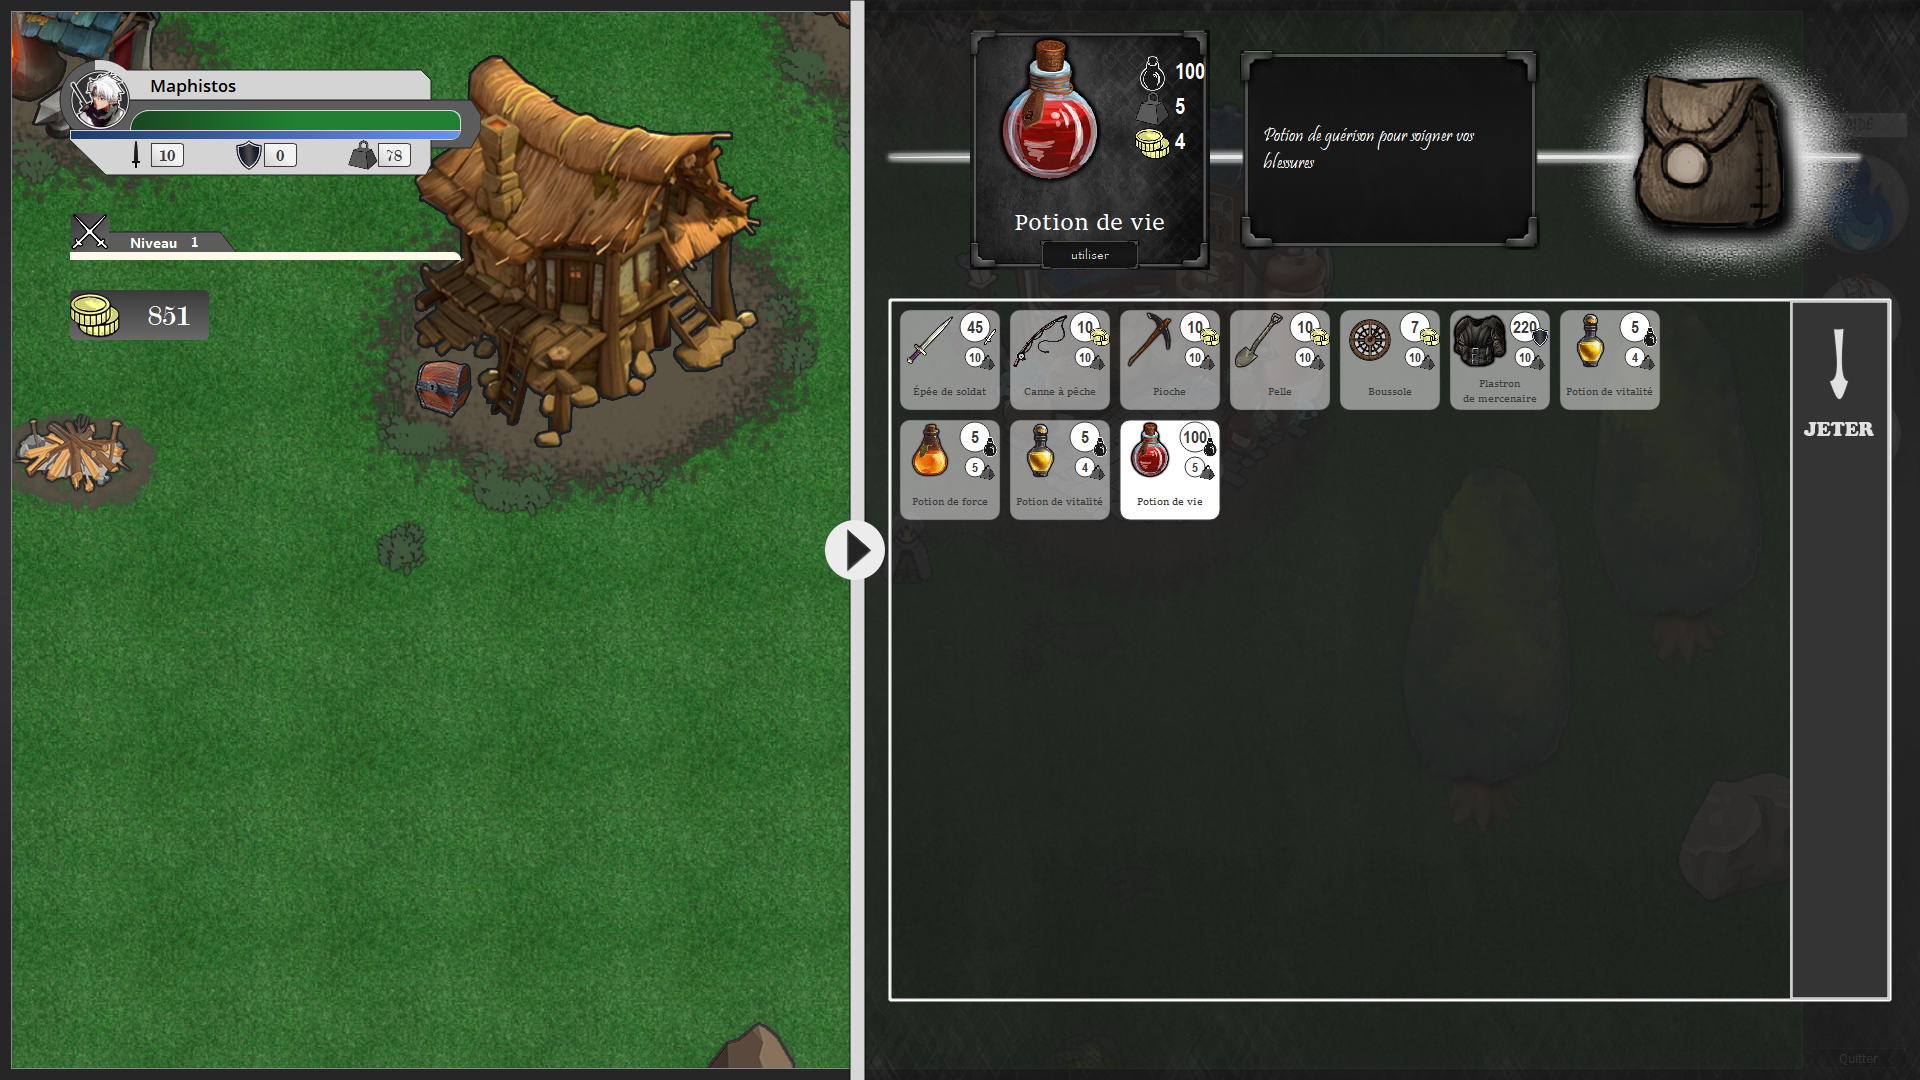 Maphistos
10
0
78
Niveau 1
851
100
5
4
Potion de vie
utiliser
Potion de guérison pour soigner vos
blessures
45
10
Épée de soldat
10
10
Canne à pêche
10
10
Pioche
10
10
Pelle
7
10
Boussole
220
10
Plastron
de mercenaire
5
4
Potion de vitalité
5
5
Potion de force
5
4
Potion de vitalité
100
5
Potion de vie
JETER
Quitter